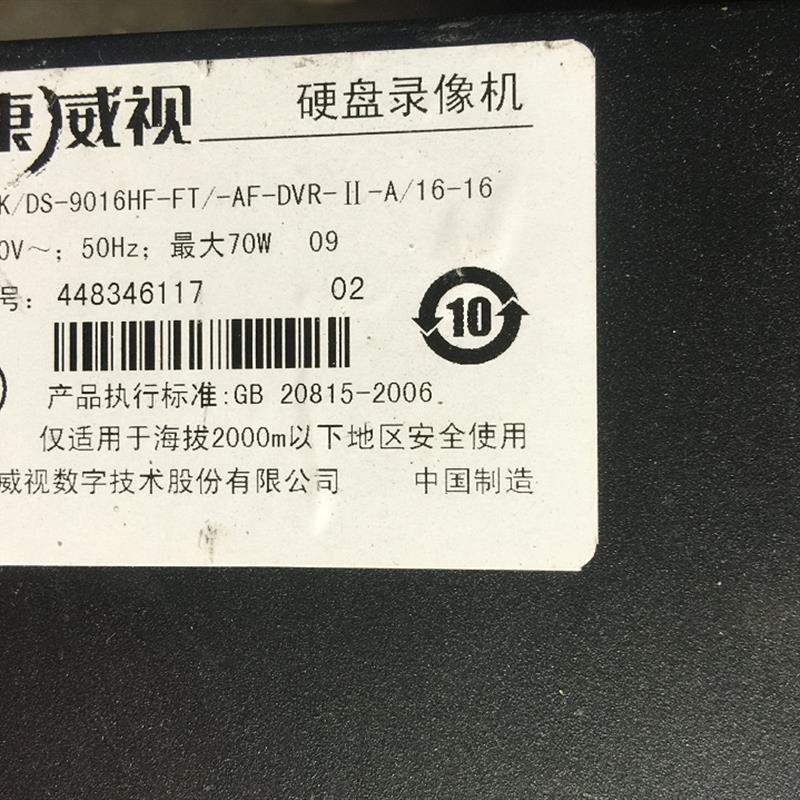 康威视
硬盘录像机
K/DS-9016HF-FT/-AF-DVR-Ⅱ-A/16-16
0V～; 50Hz; 最大70W 09
号: 448346117 02
10
产品执行标准:GB 20815-2006
仅适用于海拔2000m以下地区安全使用
威视数字技术股份有限公司 中国制造